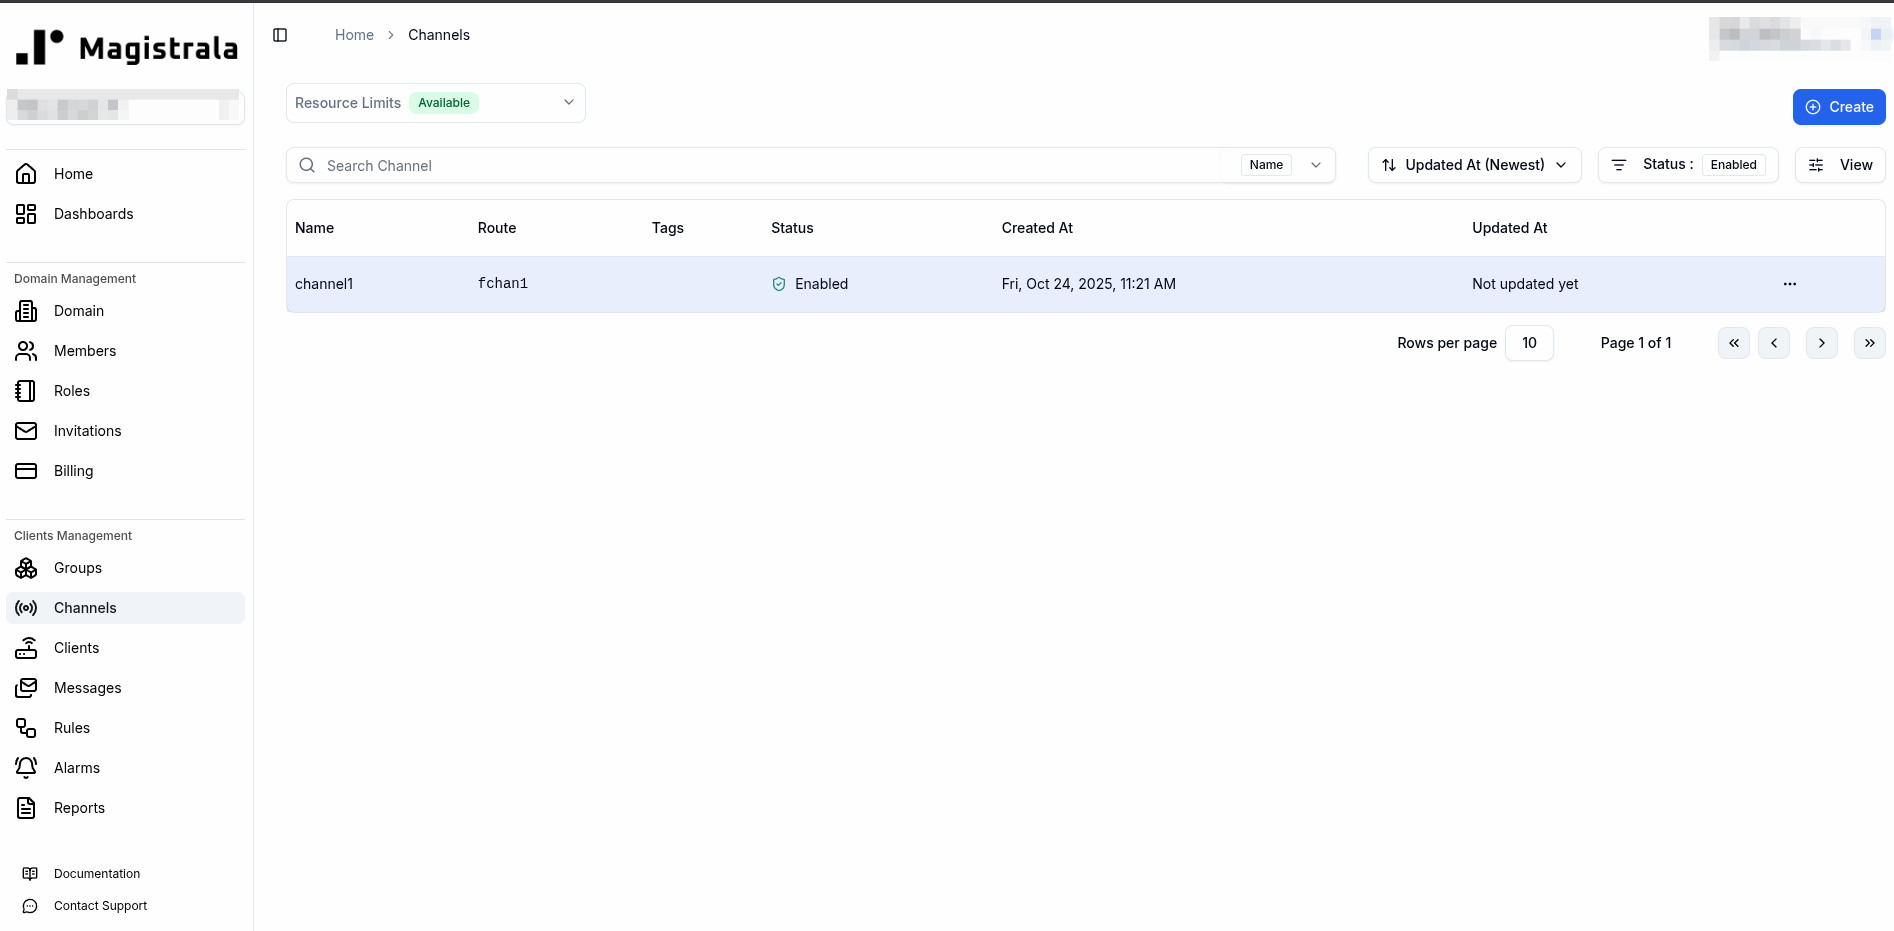 Magistrala
Home
Dashboards
Domain Management
Domain
Members
Roles
Invitations
Billing
Clients Management
Groups
Channels
Clients
Messages
Rules
Alarms
Reports
Documentation
Contact Support
Home > Channels
Resource Limits Available
Create
Search Channel Name Updated At (Newest) Status : Enabled View
Name Route Tags Status Created At Updated At
channel1 fchan1 Enabled Fri, Oct 24, 2025, 11:21 AM Not updated yet ...
Rows per page 10 Page 1 of 1